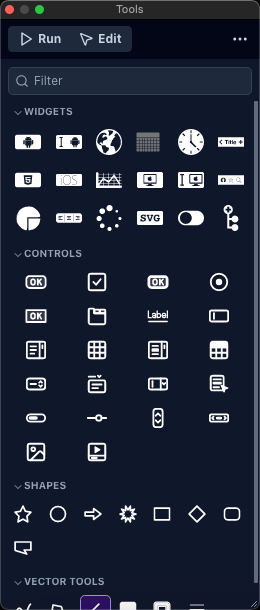 Tools
Run Edit
Filter
WIDGETS
Title
iOS
SVG
CONTROLS
OK OK
OK Label
SHAPES
VECTOR TOOLS